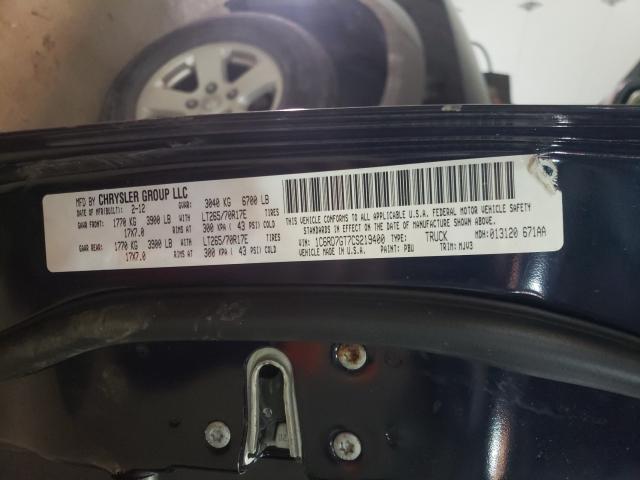 MFD BY CHRYSLER GROUP LLC
DATE OF MFR(BUILT): 2-12 GVWR: 3040 KG 6700 LB
GAWR FRONT: 1770 KG 3900 LB WITH LT265/70R17E TIRES
17X7.0 RIMS AT 300 KPA ( 43 PSI) COLD
GAWR REAR: 1770 KG 3900 LB WITH LT265/70R17E TIRES
17X7.0 RIMS AT 300 KPA ( 43 PSI) COLD
THIS VEHICLE CONFORMS TO ALL APPLICABLE U.S.A. FEDERAL MOTOR VEHICLE SAFETY
STANDARDS IN EFFECT ON THE DATE OF MANUFACTURE SHOWN ABOVE.
VIN: 1C6RD7GT7CS219400 TRUCK MDH: 013120 671AA
VEHICLE MADE IN U.S.A. PAINT: PBU TRIM: MJV3